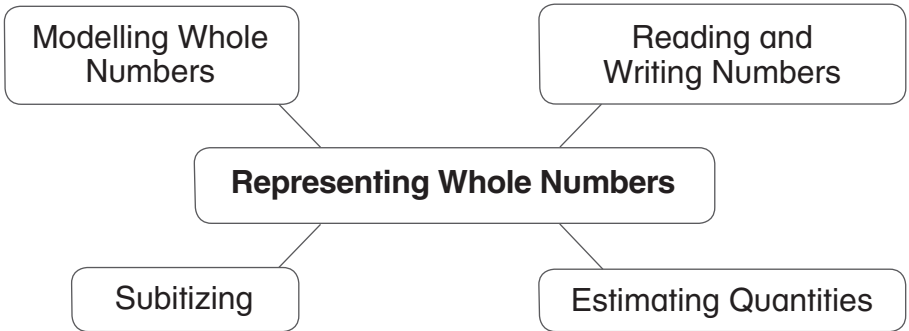 Modelling Whole
Numbers
Reading and
Writing Numbers
Representing Whole Numbers
Subitizing
Estimating Quantities